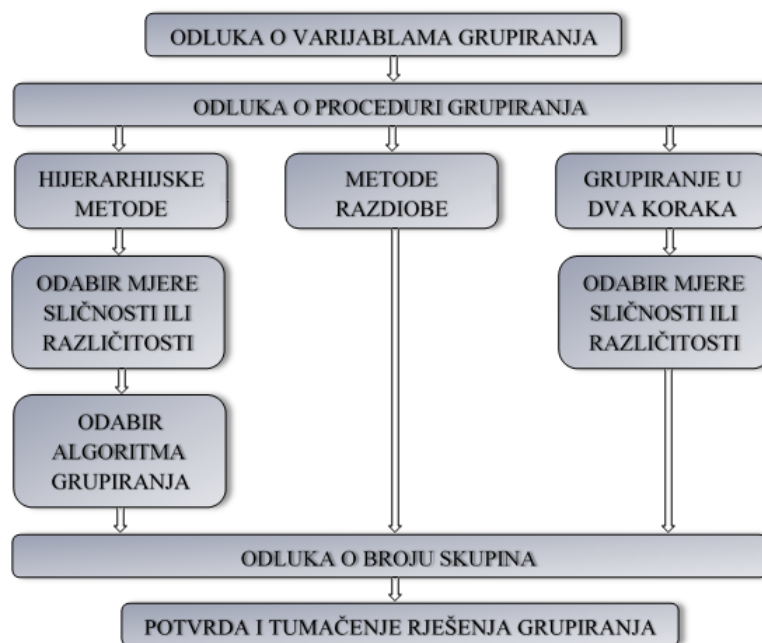 ODLUKA O VARIJABLAMA GRUPIRANJA
ODLUKA O PROCEDURI GRUPIRANJA
HIJERARHIJSKE
METODE
METODE
RAZDIOBE
GRUPIRANJE U
DVA KORAKA
ODABIR MJERE
SLIČNOSTI ILI
RAZLIČITOSTI
ODABIR MJERE
SLIČNOSTI ILI
RAZLIČITOSTI
ODABIR
ALGORITMA
GRUPIRANJA
ODLUKA O BROJU SKUPINA
POTVRDA I TUMAČENJE RJEŠENJA GRUPIRANJA